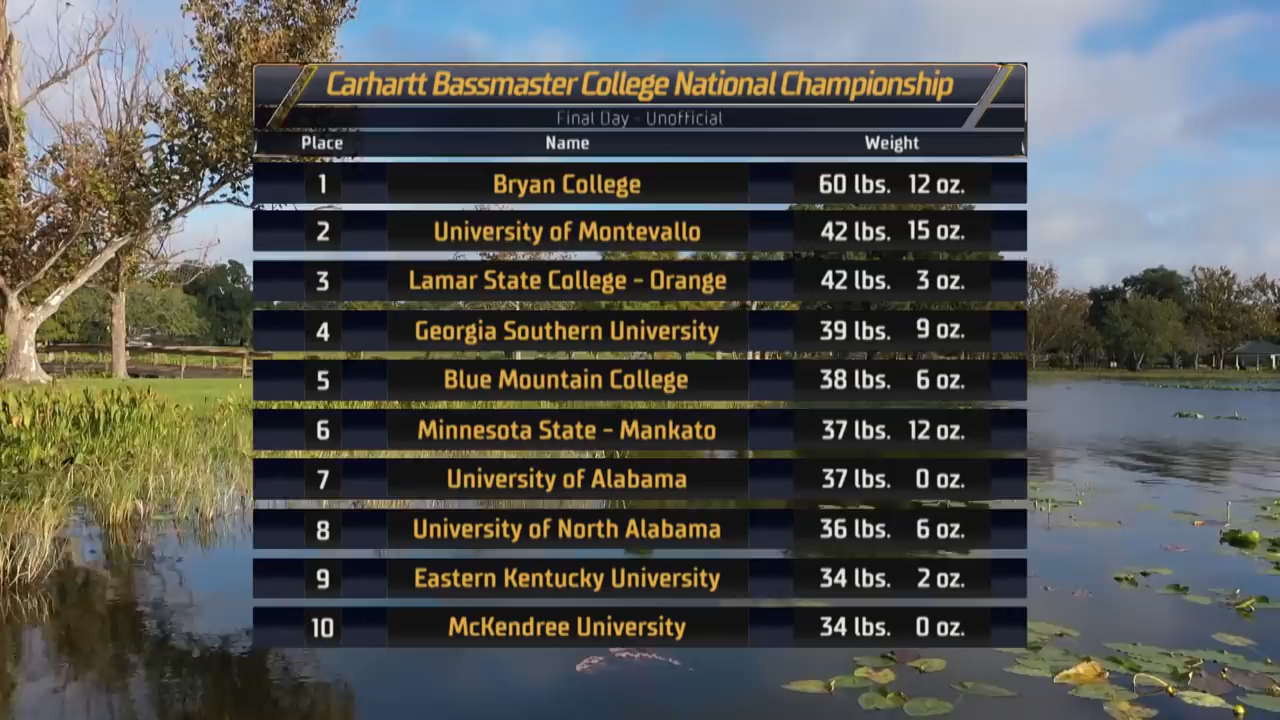 Carhartt Bassmaster College National Championship
Final Day - Unofficial
Place Name Weight
1 Bryan College 60 lbs. 12 oz.
2 University of Montevallo 42 lbs. 15 oz.
3 Lamar State College - Orange 42 lbs. 3 oz.
4 Georgia Southern University 39 lbs. 9 oz.
5 Blue Mountain College 38 lbs. 6 oz.
6 Minnesota State - Mankato 37 lbs. 12 oz.
7 University of Alabama 37 lbs. 0 oz.
8 University of North Alabama 36 lbs. 6 oz.
9 Eastern Kentucky University 34 lbs. 2 oz.
10 McKendree University 34 lbs. 0 oz.